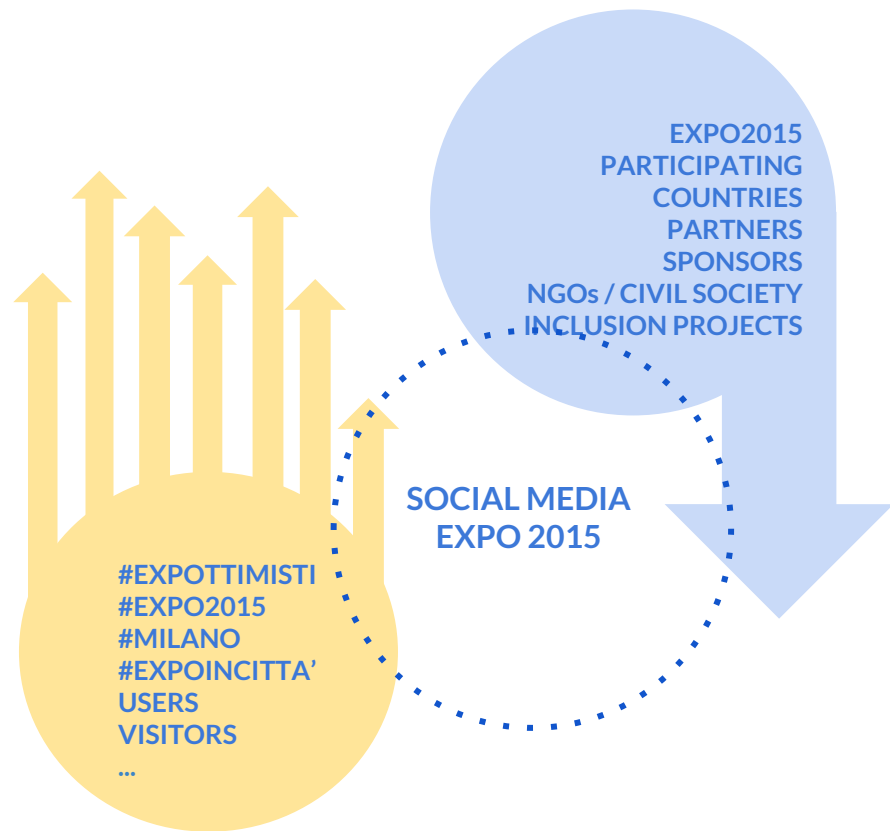 EXPO2015
PARTICIPATING
COUNTRIES
PARTNERS
SPONSORS
NGOs / CIVIL SOCIETY
INCLUSION PROJECTS
SOCIAL MEDIA
EXPO 2015
#EXPOTTIMISTI
#EXPO2015
#MILANO
#EXPOINCITTA’
USERS
VISITORS
...